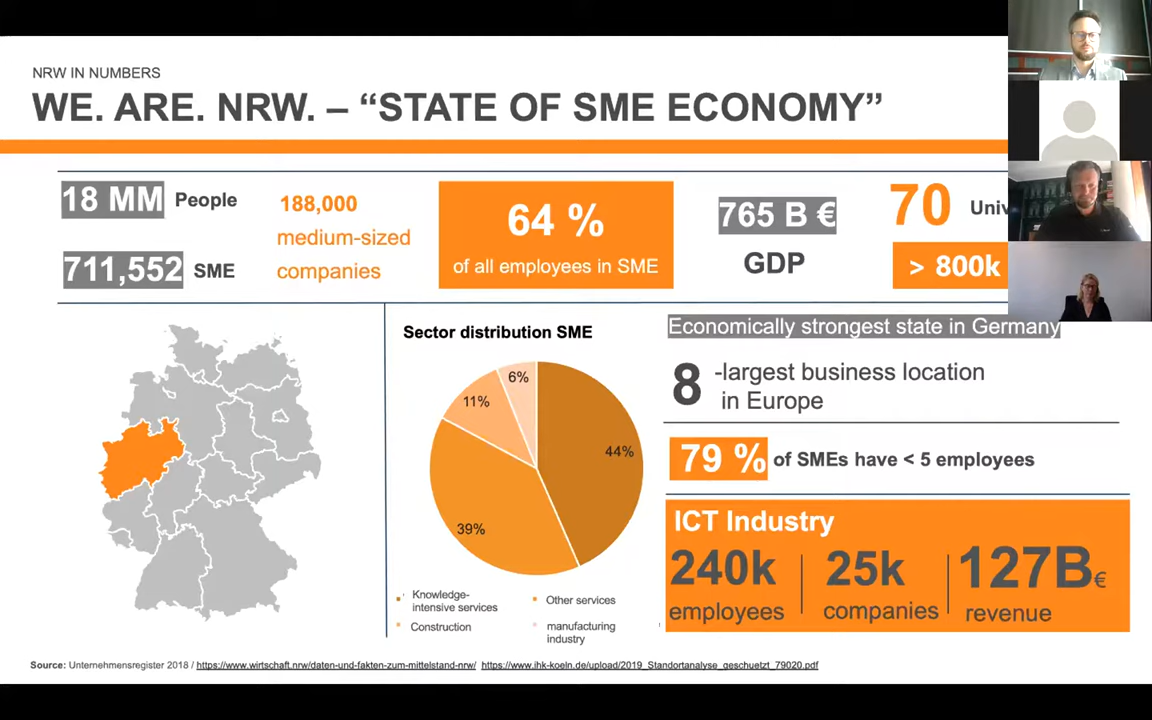 NRW IN NUMBERS
WE. ARE. NRW. – “STATE OF SME ECONOMY”
18 MM People
711,552 SME
188,000
medium-sized
companies
64 %
of all employees in SME
765 B €
GDP
70
> 800k
Sector distribution SME
6%
11%
44%
39%
Knowledge-
intensive services
Other services
Construction
manufacturing
industry
Economically strongest state in Germany
8 -largest business location
in Europe
79 % of SMEs have < 5 employees
ICT Industry
240k
employees
25k
companies
127B€
revenue
Source: Unternehmensregister 2018 / https://www.wirtschaft.nrw/daten-und-fakten-zum-mittelstand-nrw/ https://www.ihk-koeln.de/upload/2019_Standortanalyse_geschuetzt_79020.pdf